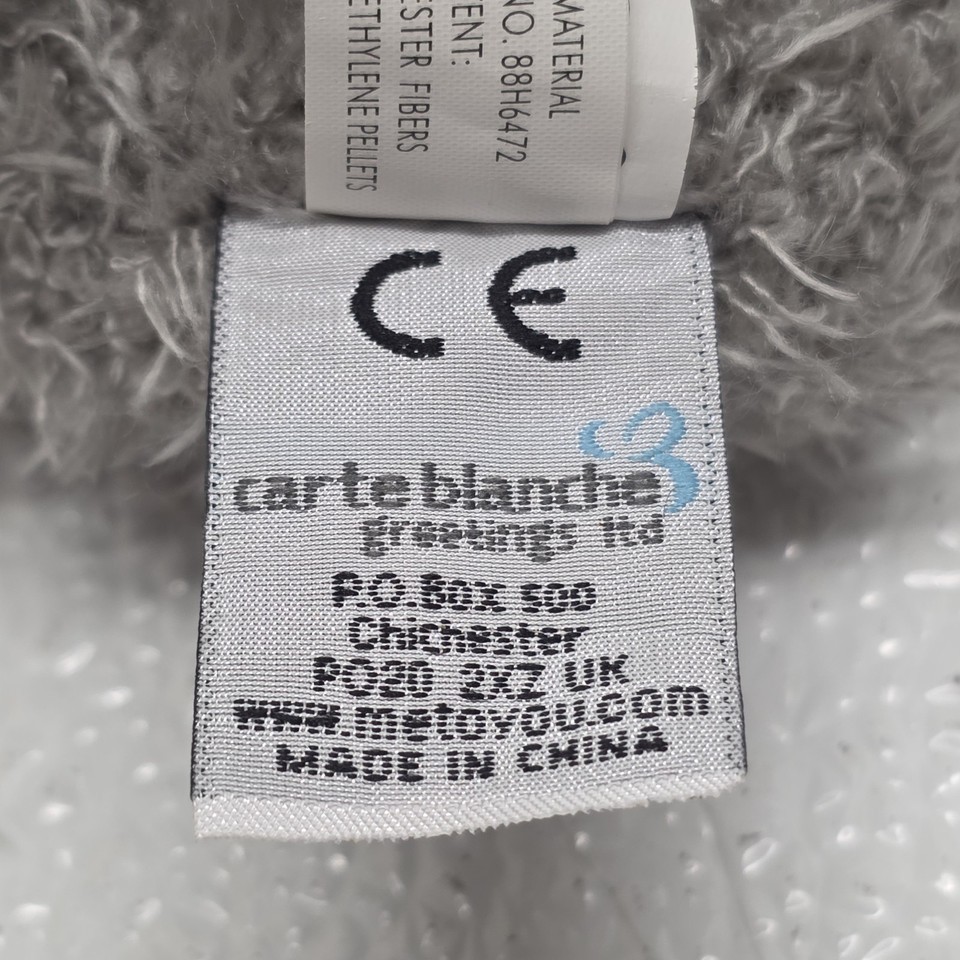 MATERIAL
NO. 88H6472
TENT:
ESTER FIBERS
ETHYLENE PELLETS
CE
carte blanche
greetings ltd
P.O.Box 500
Chichester
PO20 2XZ UK
www.metoyou.com
MADE IN CHINA